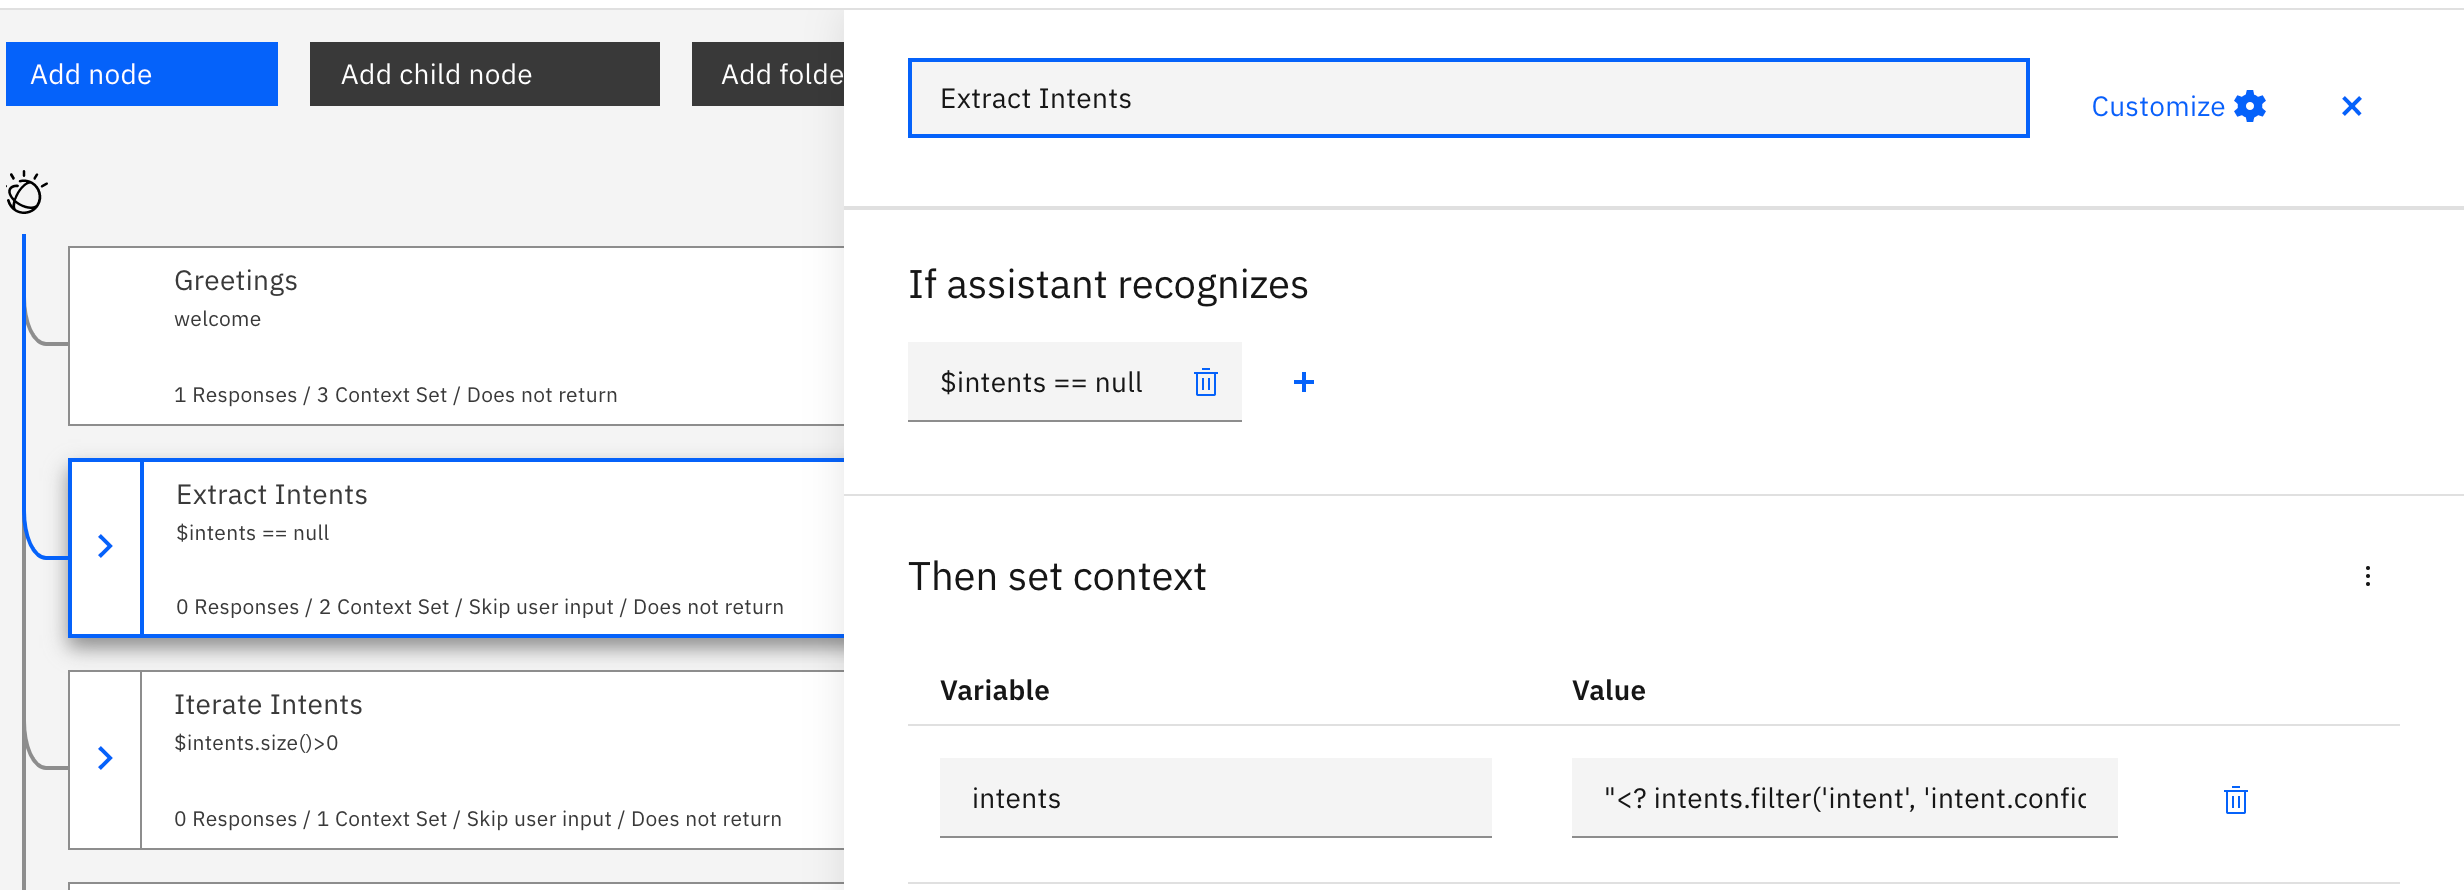 Add node
Add child node
Add folde
Greetings
welcome
1 Responses / 3 Context Set / Does not return
Extract Intents
$intents == null
0 Responses / 2 Context Set / Skip user input / Does not return
Iterate Intents
$intents.size()>0
0 Responses / 1 Context Set / Skip user input / Does not return
Extract Intents
Customize
If assistant recognizes
$intents == null
Then set context
Variable Value
intents "<? intents.filter('intent', 'intent.confic